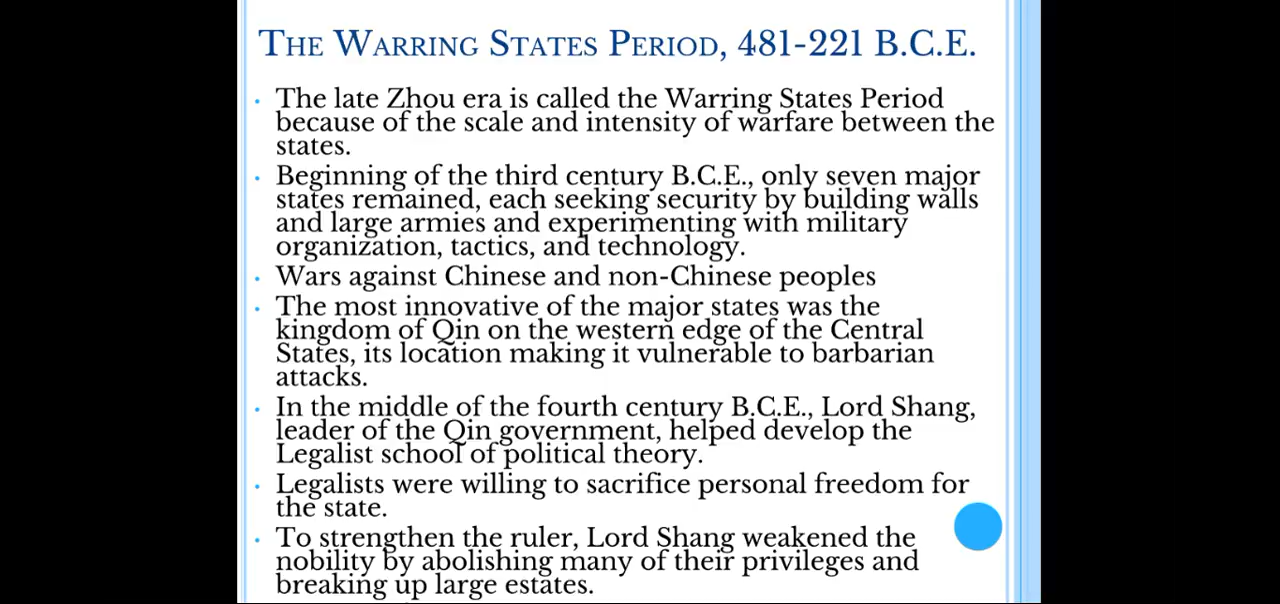 THE WARRING STATES PERIOD, 481-221 B.C.E.
• The late Zhou era is called the Warring States Period
because of the scale and intensity of warfare between the
states.
• Beginning of the third century B.C.E., only seven major
states remained, each seeking security by building walls
and large armies and experimenting with military
organization, tactics, and technology.
• Wars against Chinese and non-Chinese peoples
• The most innovative of the major states was the
kingdom of Qin on the western edge of the Central
States, its location making it vulnerable to barbarian
attacks.
• In the middle of the fourth century B.C.E., Lord Shang,
leader of the Qin government, helped develop the
Legalist school of political theory.
• Legalists were willing to sacrifice personal freedom for
the state.
• To strengthen the ruler, Lord Shang weakened the
nobility by abolishing many of their privileges and
breaking up large estates.